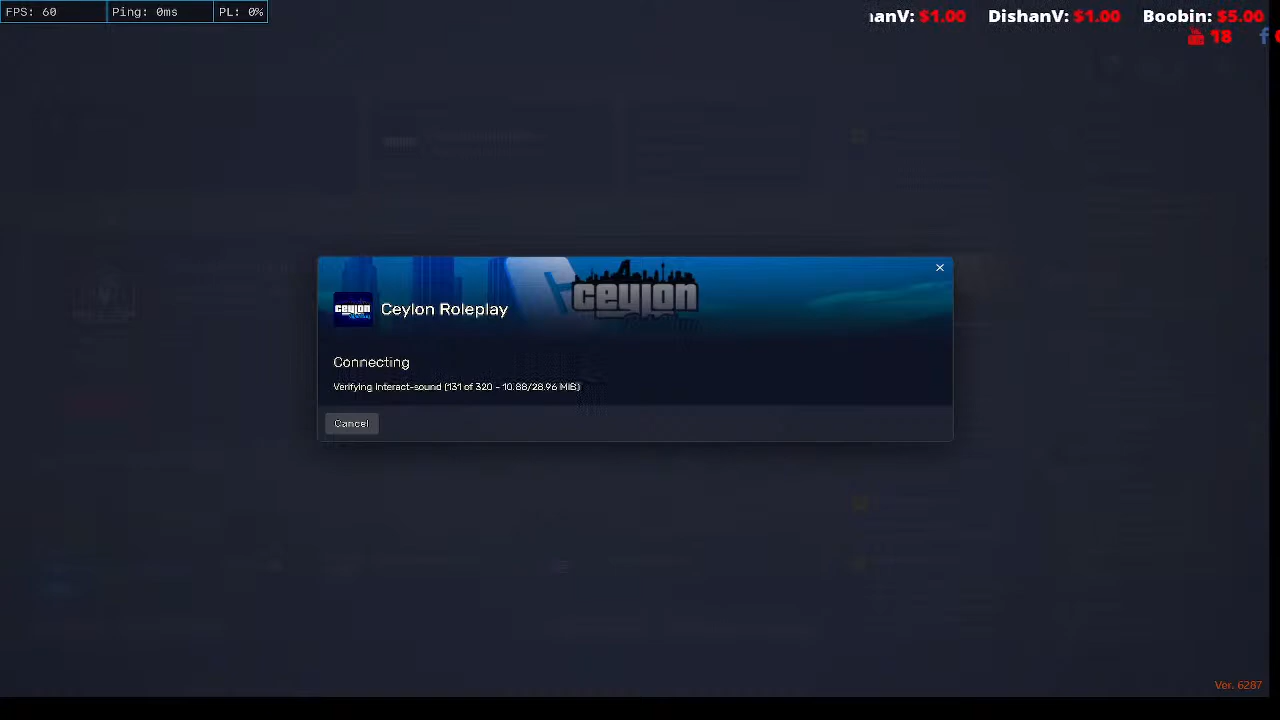 FPS: 60 Ping: 0ms PL: 0%
anV: $1.00 DishanV: $1.00 Boobin: $5.00
18
ceylon
ceylon
Ceylon Roleplay
Connecting
Verifying interact-sound (131 of 320 - 10.88/28.96 MiB)
Cancel
Ver. 6287